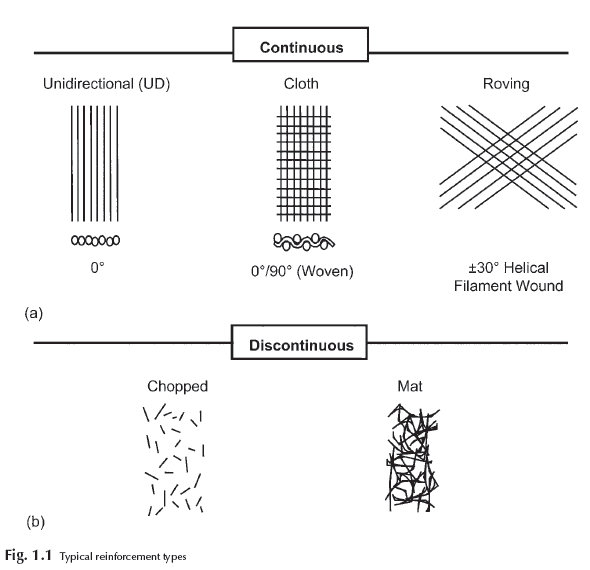 Continuous
Unidirectional (UD)
Cloth
Roving
0°
0°/90° (Woven)
±30° Helical
Filament Wound
(a)
Discontinuous
Chopped
Mat
(b)
Fig. 1.1 Typical reinforcement types